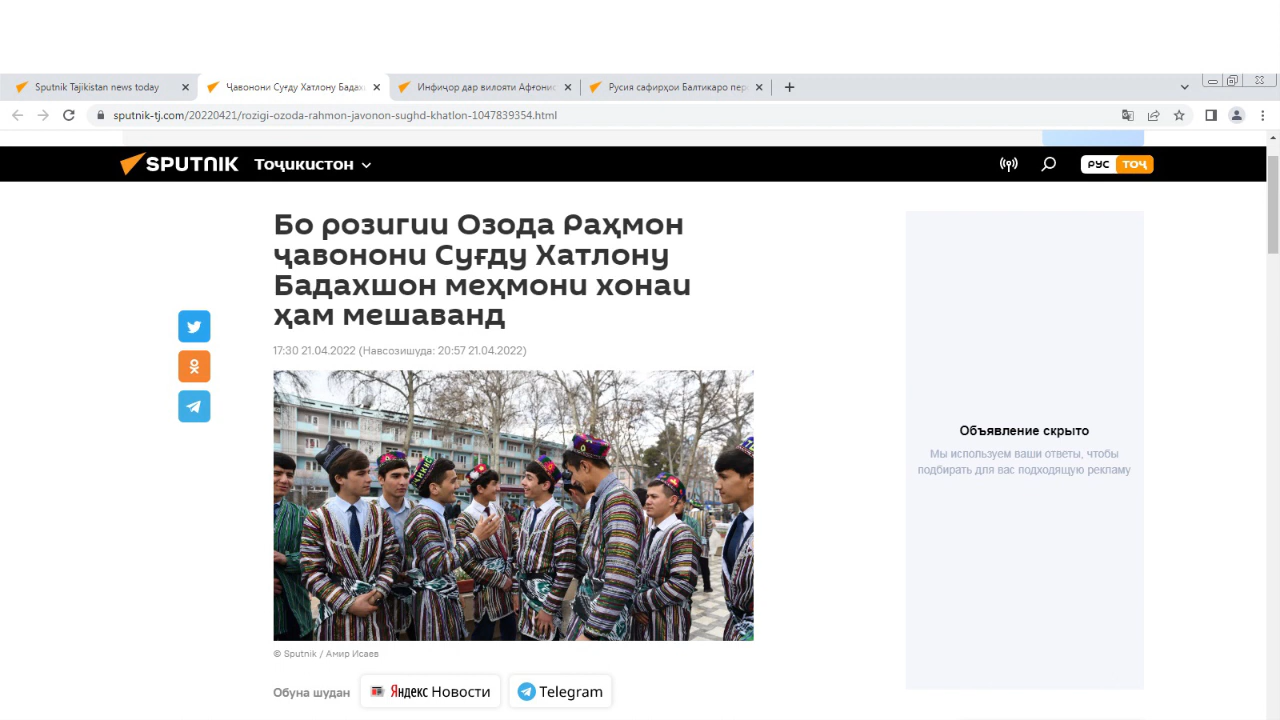 Sputnik Tajikistan news today
Ҷавонони Суғду Хатлону Бадах
Инфиҷор дар вилояти Афғонис
Русия сафирҳои Балтикаро пер
sputnik-tj.com/20220421/rozigi-ozoda-rahmon-javonon-sughd-khatlon-1047839354.html
SPUTNIK Тоҷикистон
РУС ТОҶ
Бо розигии Озода Раҳмон
ҷавонони Суғду Хатлону
Бадахшон меҳмони хонаи
ҳам мешаванд
17:30 21.04.2022 (Навсозишуда: 20:57 21.04.2022)
© Sputnik / Амир Исаев
Обуна шудан Яндекс Новости Telegram
Объявление скрыто
Мы используем ваши ответы, чтобы
подбирать для вас подходящую рекламу